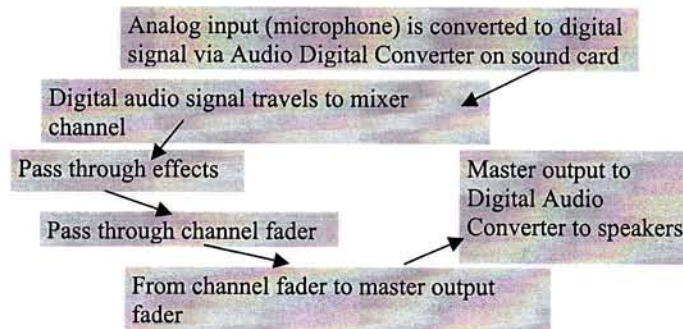 Analog input (microphone) is converted to digital
signal via Audio Digital Converter on sound card
Digital audio signal travels to mixer
channel
Pass through effects
Pass through channel fader
From channel fader to master output
fader
Master output to
Digital Audio
Converter to speakers